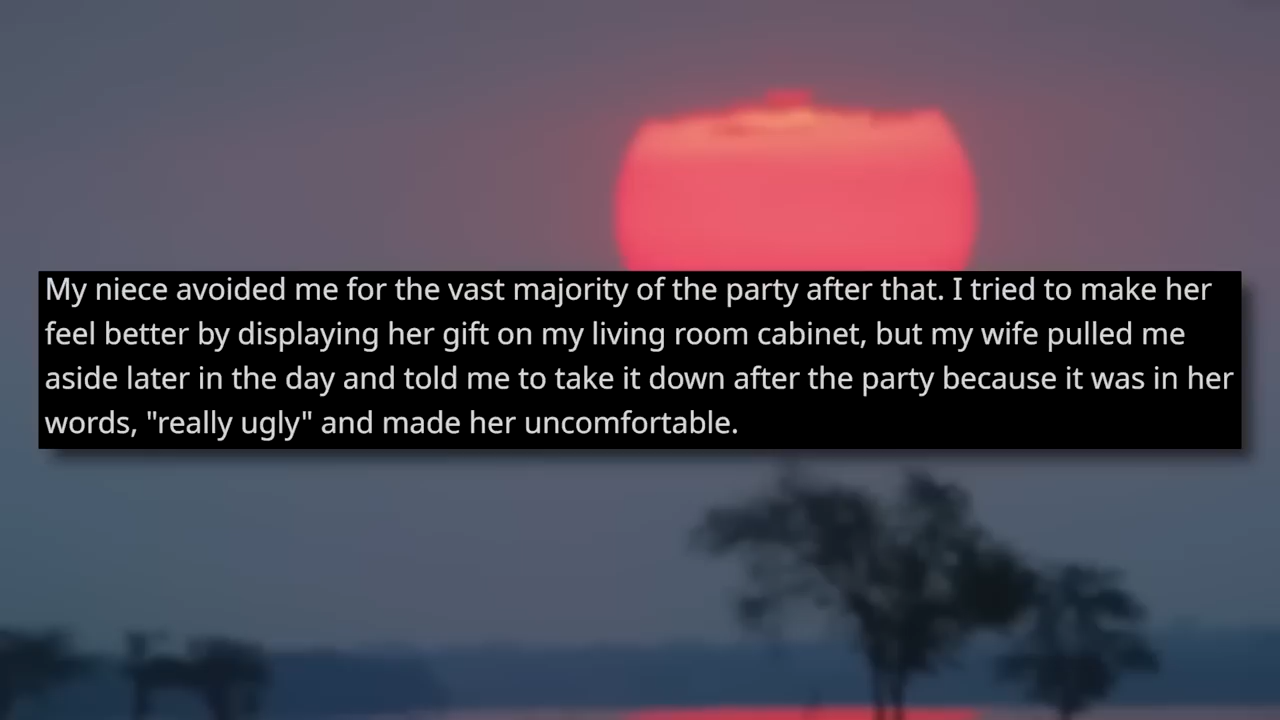 My niece avoided me for the vast majority of the party after that. I tried to make her
feel better by displaying her gift on my living room cabinet, but my wife pulled me
aside later in the day and told me to take it down after the party because it was in her
words, "really ugly" and made her uncomfortable.